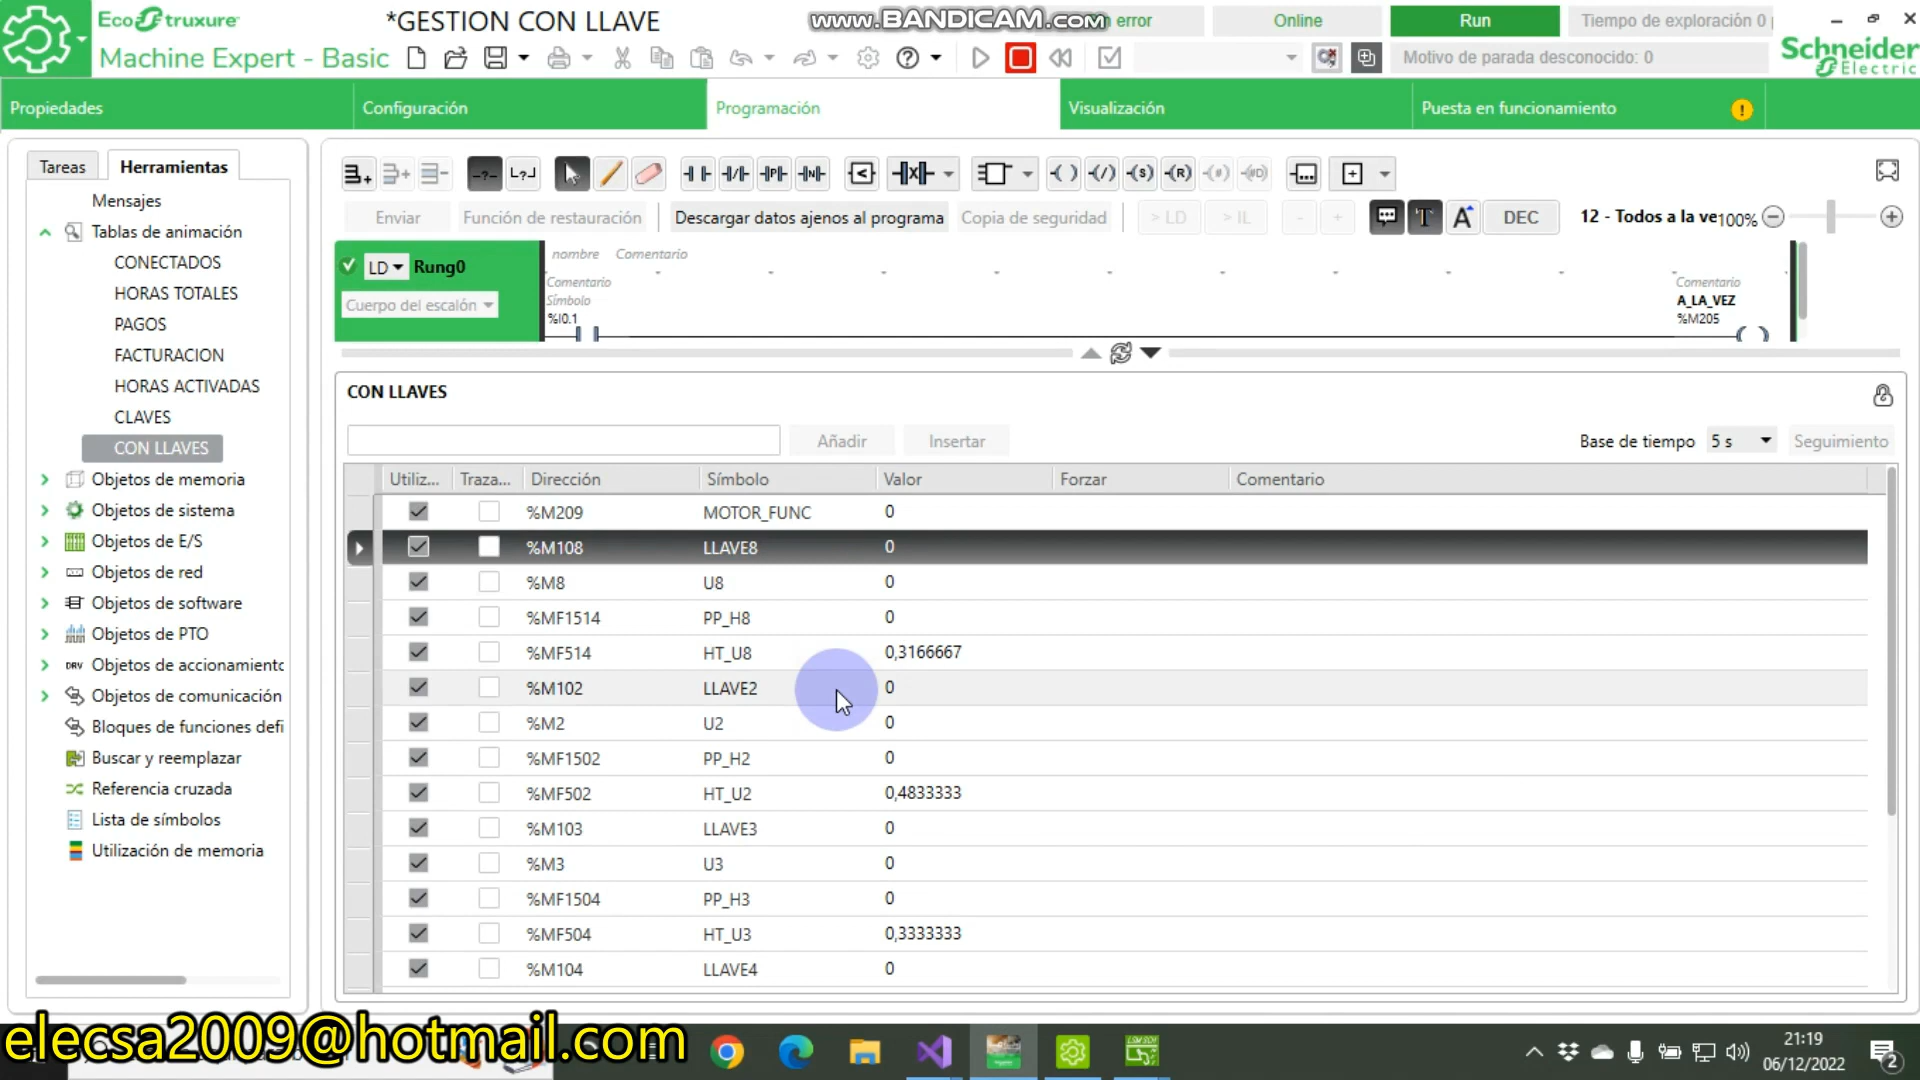 EcoStruxure
*GESTION CON LLAVE
www.BANDICAM.com
error
Online
Run
Tiempo de exploración 0
Machine Expert - Basic
Motivo de parada desconocido: 0
Schneider
Electric
Propiedades
Configuración
Programación
Visualización
Puesta en funcionamiento
Tareas
Herramientas
Mensajes
Tablas de animación
CONECTADOS
HORAS TOTALES
PAGOS
FACTURACION
HORAS ACTIVADAS
CLAVES
CON LLAVES
Objetos de memoria
Objetos de sistema
Objetos de E/S
Objetos de red
Objetos de software
Objetos de PTO
DRV Objetos de accionamiento
Objetos de comunicación
Bloques de funciones defi
Buscar y reemplazar
Referencia cruzada
Lista de símbolos
Utilización de memoria
Enviar
Función de restauración
Descargar datos ajenos al programa
Copia de seguridad
> LD
> IL
-
+
DEC
12 - Todos a la ve
100%
LD
Rung0
Cuerpo del escalón
nombre
Comentario
Comentario
Símbolo
%I0.1
Comentario
A_LA_VEZ
%M205
CON LLAVES
Añadir
Insertar
Base de tiempo
5 s
Seguimiento
Utiliz... Traza... Dirección Símbolo Valor Forzar Comentario
%M209 MOTOR_FUNC 0
%M108 LLAVE8 0
%M8 U8 0
%MF1514 PP_H8 0
%MF514 HT_U8 0,3166667
%M102 LLAVE2 0
%M2 U2 0
%MF1502 PP_H2 0
%MF502 HT_U2 0,4833333
%M103 LLAVE3 0
%M3 U3 0
%MF1504 PP_H3 0
%MF504 HT_U3 0,3333333
%M104 LLAVE4 0
elecsa2009@hotmail.com
21:19
06/12/2022
2